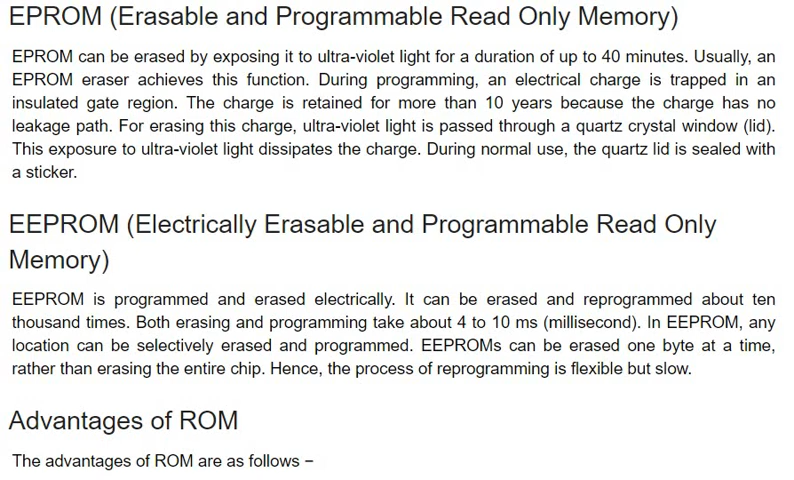 EPROM (Erasable and Programmable Read Only Memory)
EPROM can be erased by exposing it to ultra-violet light for a duration of up to 40 minutes. Usually, an
EPROM eraser achieves this function. During programming, an electrical charge is trapped in an
insulated gate region. The charge is retained for more than 10 years because the charge has no
leakage path. For erasing this charge, ultra-violet light is passed through a quartz crystal window (lid).
This exposure to ultra-violet light dissipates the charge. During normal use, the quartz lid is sealed with
a sticker.
EEPROM (Electrically Erasable and Programmable Read Only
Memory)
EEPROM is programmed and erased electrically. It can be erased and reprogrammed about ten
thousand times. Both erasing and programming take about 4 to 10 ms (millisecond). In EEPROM, any
location can be selectively erased and programmed. EEPROMs can be erased one byte at a time,
rather than erasing the entire chip. Hence, the process of reprogramming is flexible but slow.
Advantages of ROM
The advantages of ROM are as follows −